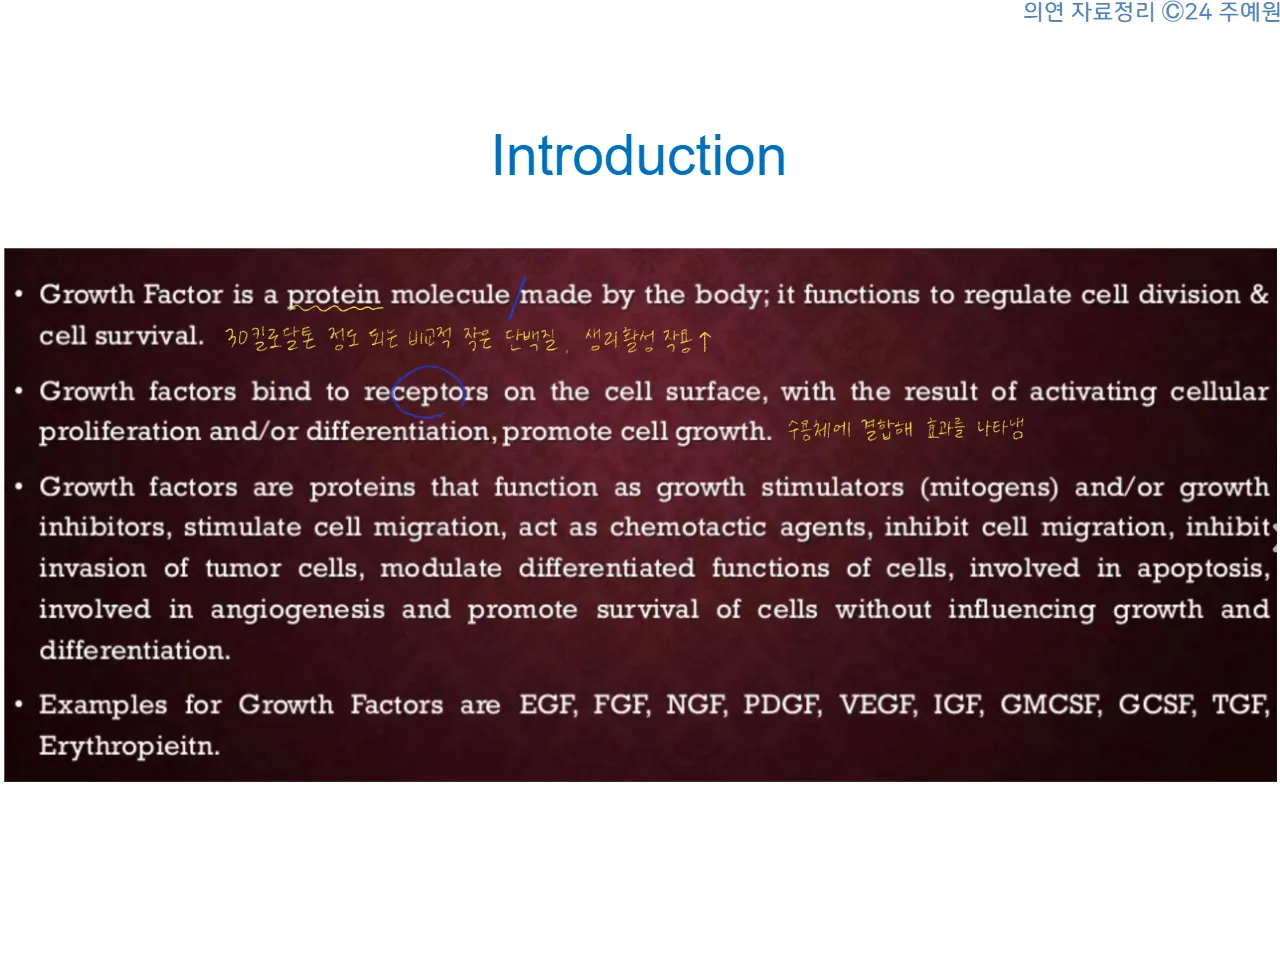 의연 자료정리 ©24 주예원
Introduction
• Growth Factor is a protein molecule made by the body; it functions to regulate cell division &
cell survival. 30킬로달톤 정도 되는 비교적 작은 단백질, 생리활성 작용↑
• Growth factors bind to receptors on the cell surface, with the result of activating cellular
proliferation and/or differentiation, promote cell growth. 수용체에 결합해 효과를 나타냄
• Growth factors are proteins that function as growth stimulators (mitogens) and/or growth
inhibitors, stimulate cell migration, act as chemotactic agents, inhibit cell migration, inhibit
invasion of tumor cells, modulate differentiated functions of cells, involved in apoptosis,
involved in angiogenesis and promote survival of cells without influencing growth and
differentiation.
• Examples for Growth Factors are EGF, FGF, NGF, PDGF, VEGF, IGF, GMCSF, GCSF, TGF,
Erythropieitn.